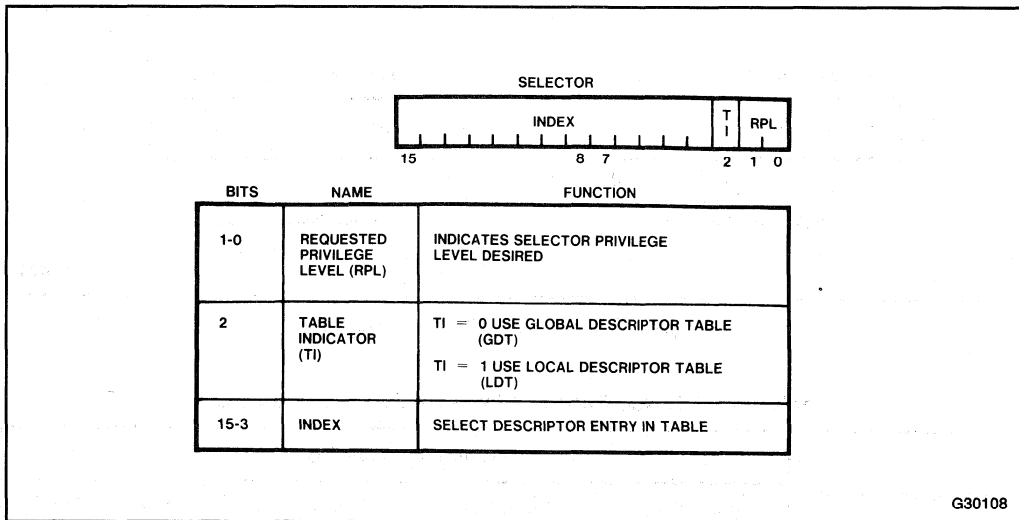 SELECTOR
INDEX
T
I
RPL
15 8 7 2 1 0
BITS NAME FUNCTION
1-0 REQUESTED INDICATES SELECTOR PRIVILEGE
PRIVILEGE LEVEL DESIRED
LEVEL (RPL)
2 TABLE TI = 0 USE GLOBAL DESCRIPTOR TABLE
INDICATOR (GDT)
(TI) TI = 1 USE LOCAL DESCRIPTOR TABLE
(LDT)
15-3 INDEX SELECT DESCRIPTOR ENTRY IN TABLE
G30108